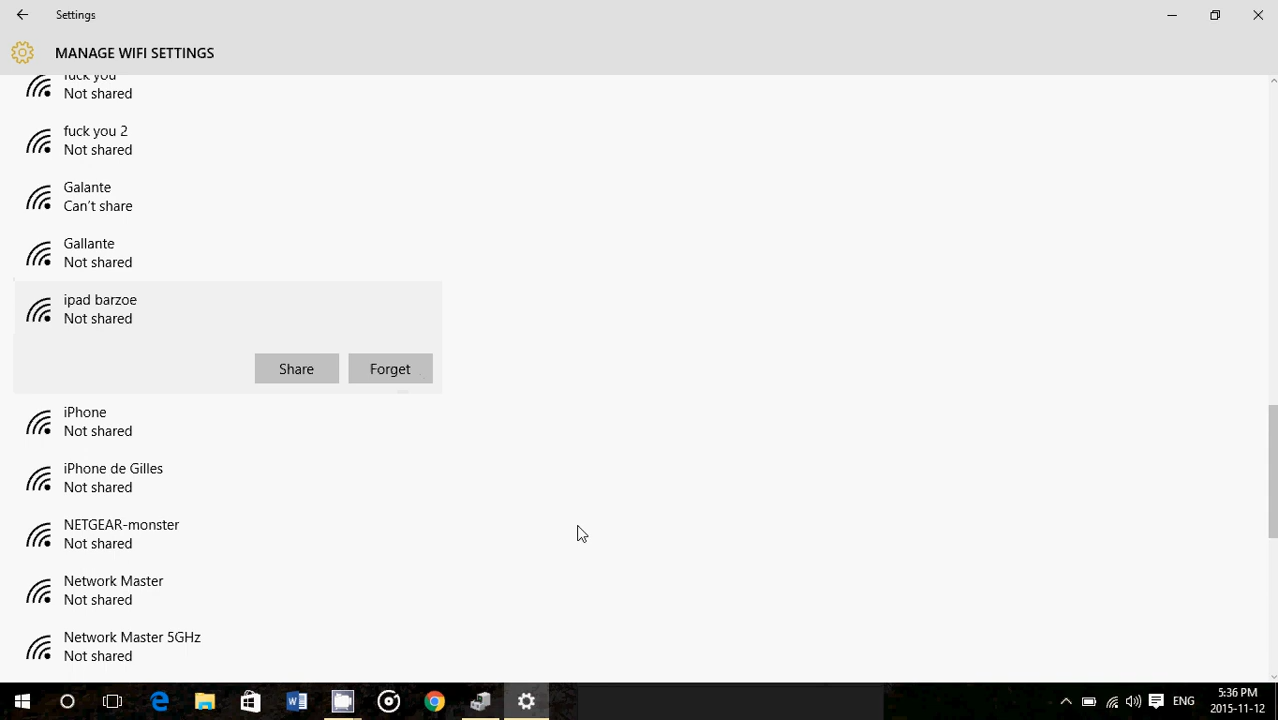 Settings
MANAGE WIFI SETTINGS
fuck you
Not shared
fuck you 2
Not shared
Galante
Can't share
Gallante
Not shared
ipad barzoe
Not shared
Share Forget
iPhone
Not shared
iPhone de Gilles
Not shared
NETGEAR-monster
Not shared
Network Master
Not shared
Network Master 5GHz
Not shared
ENG
5:36 PM
2015-11-12